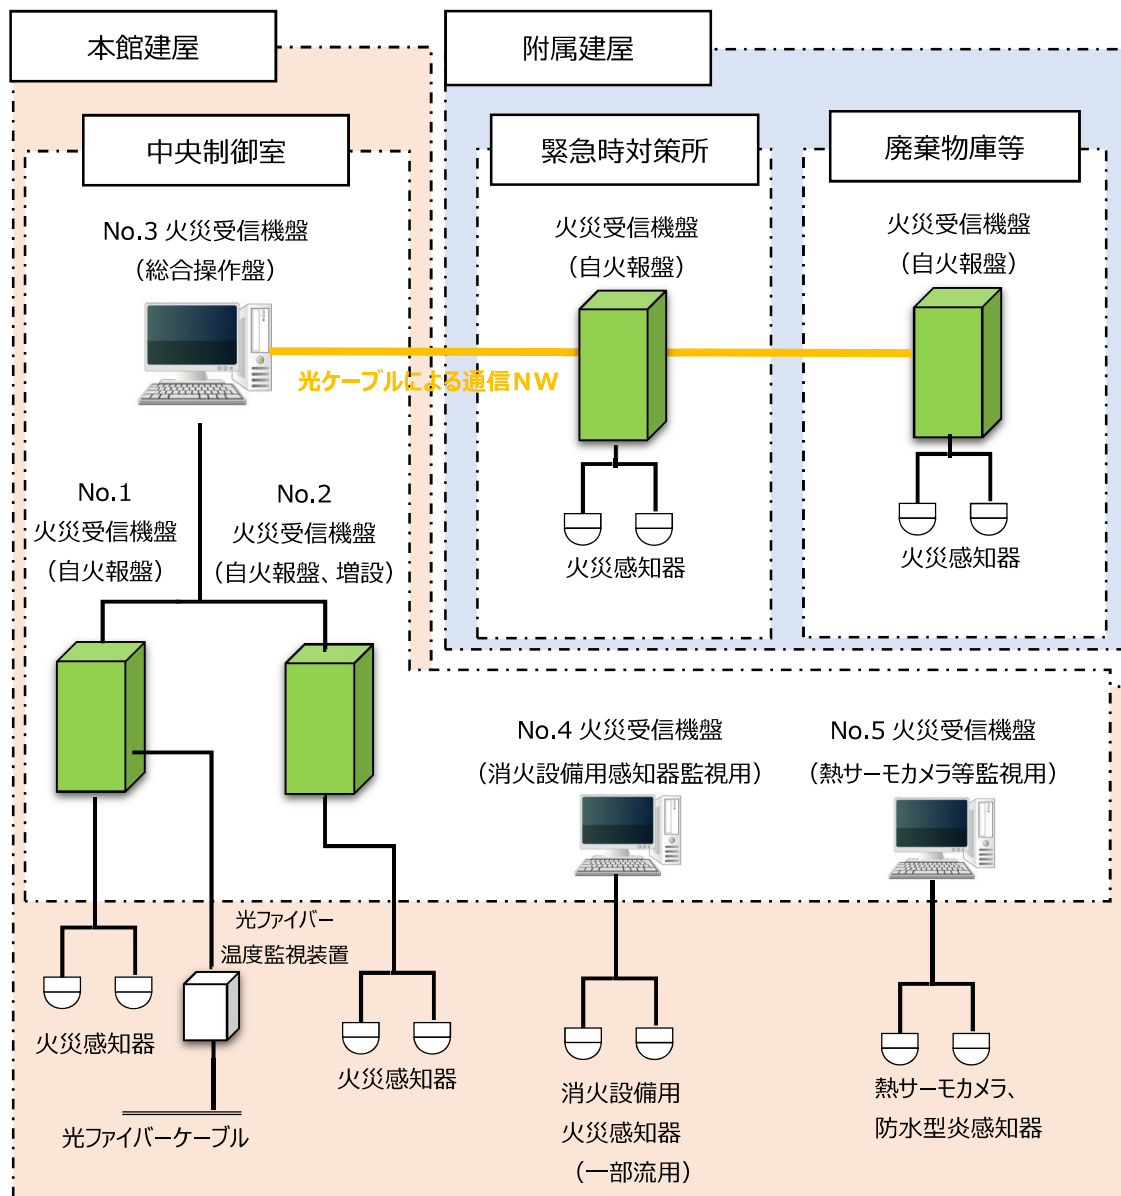 本館建屋
附属建屋
中央制御室
緊急時対策所
廃棄物庫等
No.3 火災受信機盤
（総合操作盤）
火災受信機盤
（自火報盤）
火災受信機盤
（自火報盤）
光ケーブルによる通信NW
No.1
火災受信機盤
（自火報盤）
No.2
火災受信機盤
（自火報盤、増設）
火災感知器
火災感知器
No.4 火災受信機盤
（消火設備用感知器監視用）
No.5 火災受信機盤
（熱サーモカメラ等監視用）
光ファイバー
温度監視装置
火災感知器
光ファイバーケーブル
火災感知器
消火設備用
火災感知器
（一部流用）
熱サーモカメラ、
防水型炎感知器